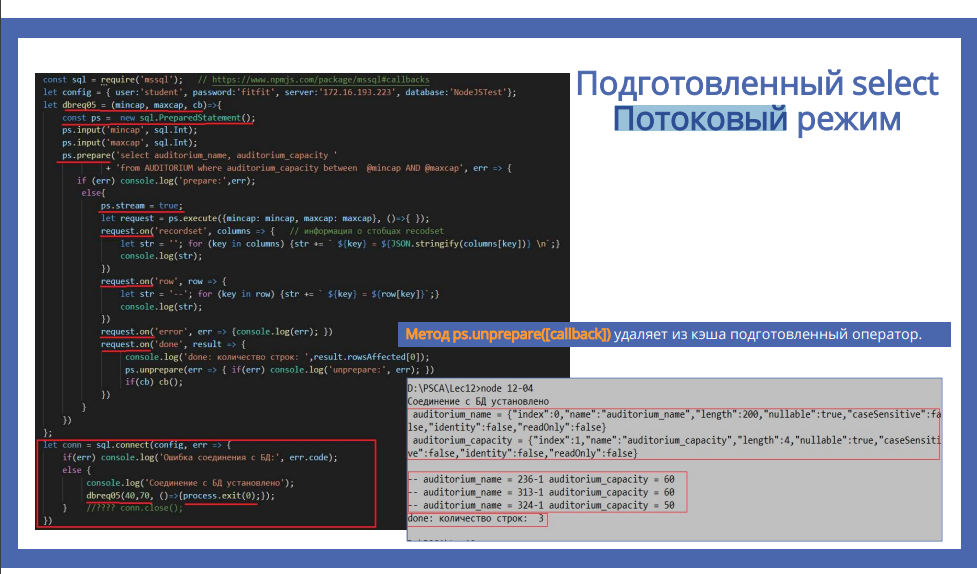 Подготовленный select
Потоковый режим
const sql = require('mssql');   // https://www.npmjs.com/package/mssql#callbacks
let config = { user:'student', password:'fitfit', server:'172.16.193.223', database:'NodeJSTest'};
let dbreq05 = (mincap, maxcap, cb)=>{
const ps =  new sql.PreparedStatement();
ps.input('mincap', sql.Int);
ps.input('maxcap', sql.Int);
ps.prepare('select auditorium_name, auditorium_capacity '
+ 'from AUDITORIUM where auditorium_capacity between  @mincap AND @maxcap', err => {
if (err) console.log('prepare:',err);
else{
ps.stream = true;
let request = ps.execute({mincap: mincap, maxcap: maxcap}, ()=>{ });
request.on('recordset', columns => {   // информация о стобцах recodset
let str = ''; for (key in columns) {str += ` ${key} = ${JSON.stringify(columns[key])} \n`;}
console.log(str);
})
request.on('row', row => {
let str = '--'; for (key in row) {str += ` ${key} = ${row[key]}`;}
console.log(str);
})
request.on('error', err => {console.log(err); })
request.on('done', result => {
console.log('done: количество строк: ',result.rowsAffected[0]);
ps.unprepare(err => { if(err) console.log('unprepare:', err); })
if(cb) cb();
})
}
})
};
let conn = sql.connect(config, err => {
if(err) console.log('Ошибка соединения с БД:', err.code);
else {
console.log('Соединение с БД установлено');
dbreq05(40,70, ()=>{process.exit(0);});
}   //???? conn.close();
})
Метод ps.unprepare([callback]) удаляет из кэша подготовленный оператор.
D:\PSCA\Lec12>node 12-04
Соединение с БД установлено
auditorium_name = {"index":0,"name":"auditorium_name","length":200,"nullable":true,"caseSensitive":fa
lse,"identity":false,"readOnly":false}
auditorium_capacity = {"index":1,"name":"auditorium_capacity","length":4,"nullable":true,"caseSensiti
ve":false,"identity":false,"readOnly":false}
-- auditorium_name = 236-1 auditorium_capacity = 60
-- auditorium_name = 313-1 auditorium_capacity = 60
-- auditorium_name = 324-1 auditorium_capacity = 50
done: количество строк:  3